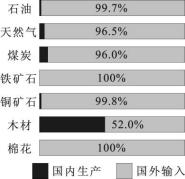 石油 99.7%
天然气 96.5%
煤炭 96.0%
铁矿石 100%
铜矿石 99.8%
木材 52.0%
棉花 100%
国内生产 国外输入